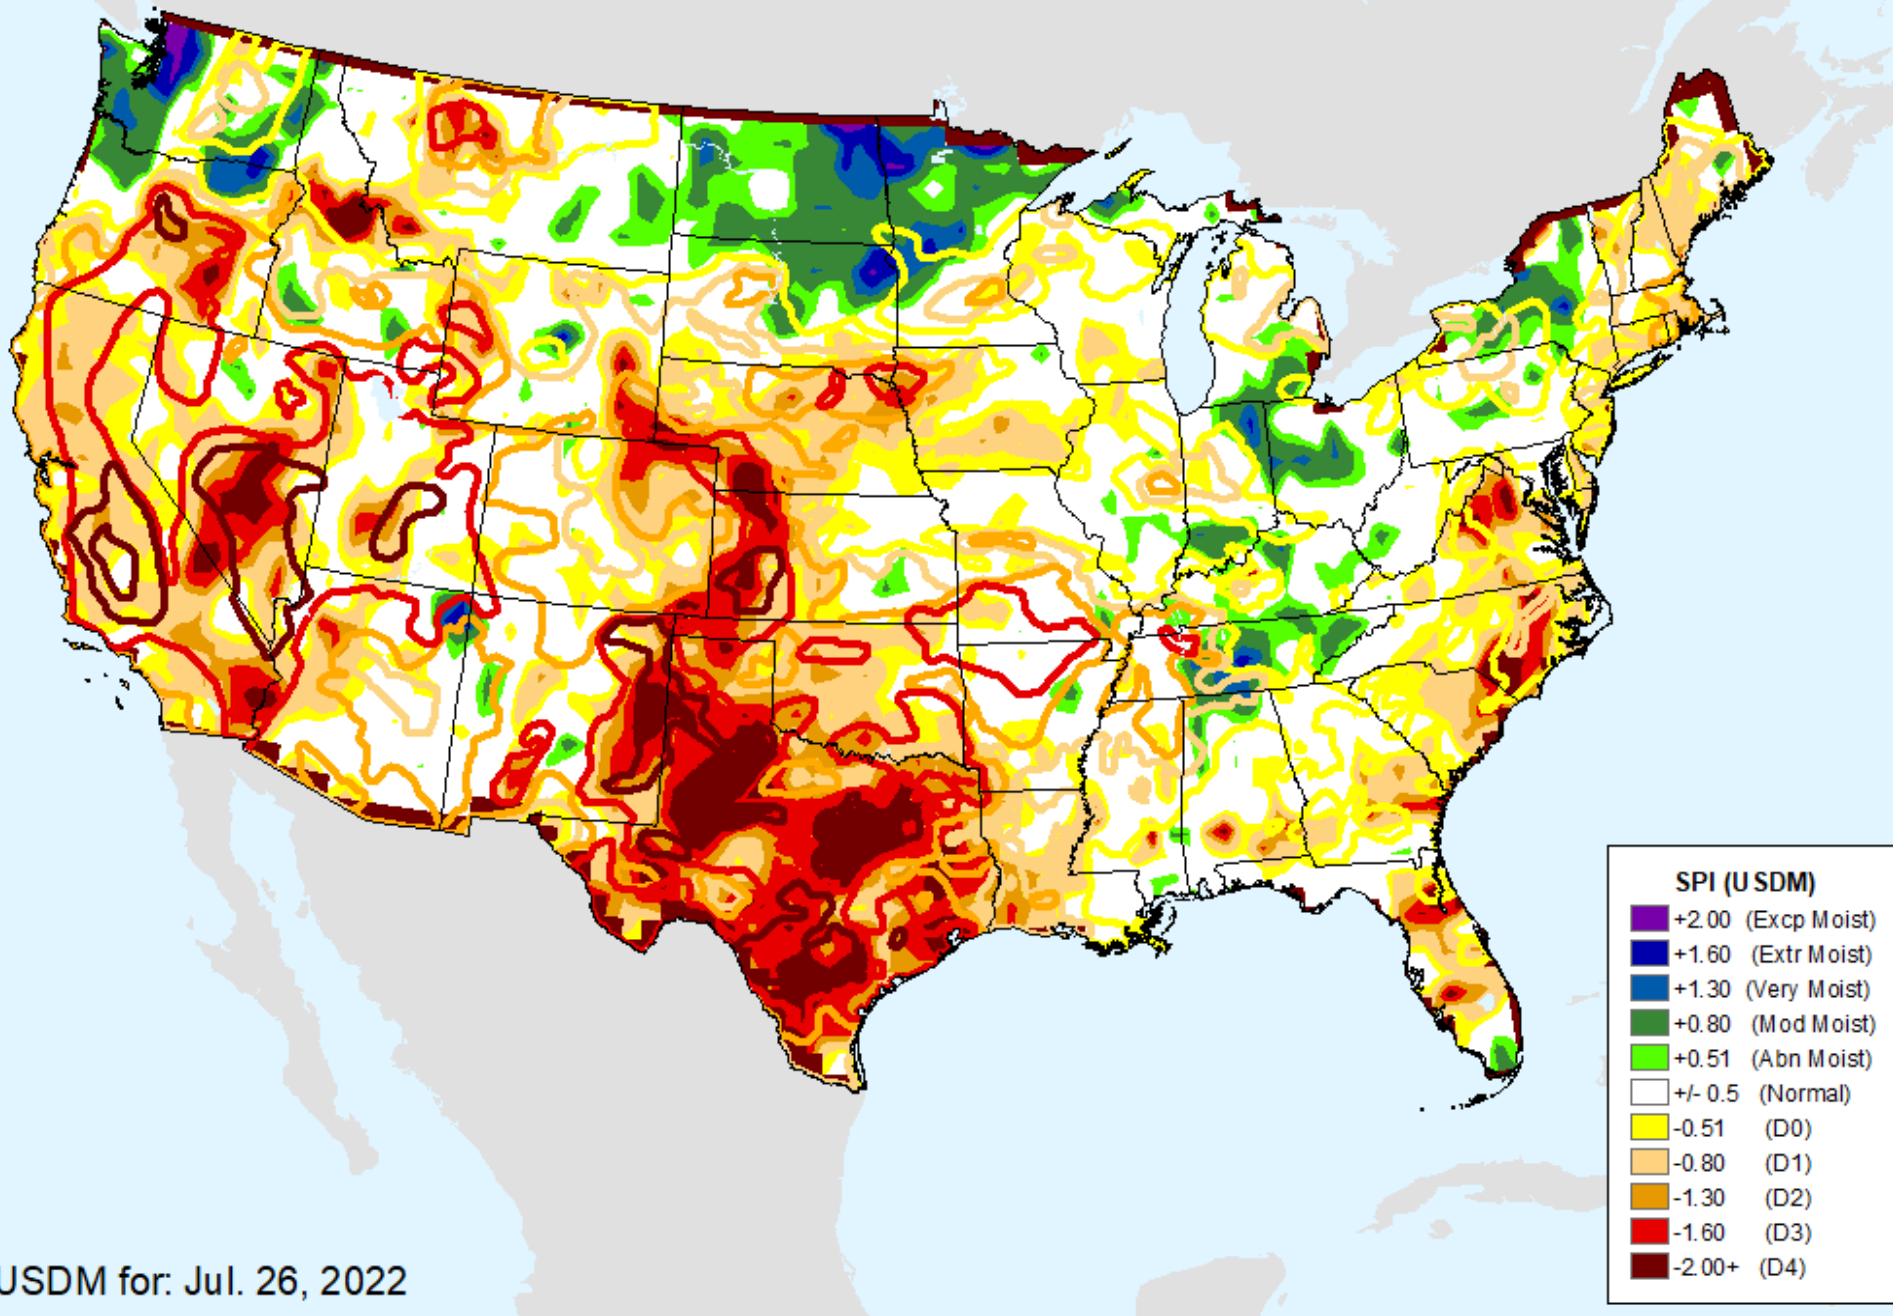 SPI (USDM)
+2.00 (Excp Moist)
+1.60 (Extr Moist)
+1.30 (Very Moist)
+0.80 (Mod Moist)
+0.51 (Abn Moist)
+/- 0.5 (Normal)
-0.51 (D0)
-0.80 (D1)
-1.30 (D2)
-1.60 (D3)
-2.00+ (D4)
USDM for: Jul. 26, 2022